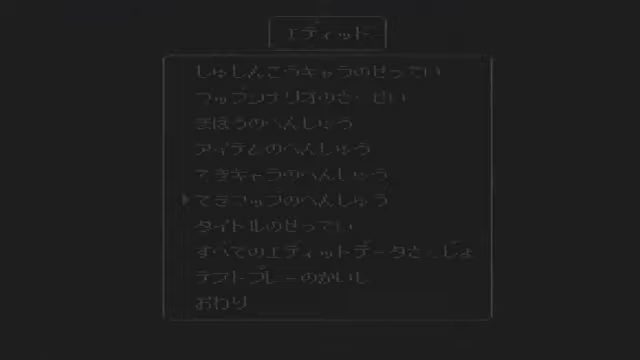 エディット
しゅじんこうキャラのせってい
マップシナリオのさくせい
まほうのへんしゅう
アイテムのへんしゅう
てきキャラのへんしゅう
てきマップのへんしゅう
タイトルのせってい
すべてのエディットデータさくじょ
テストプレーのかいし
おわり